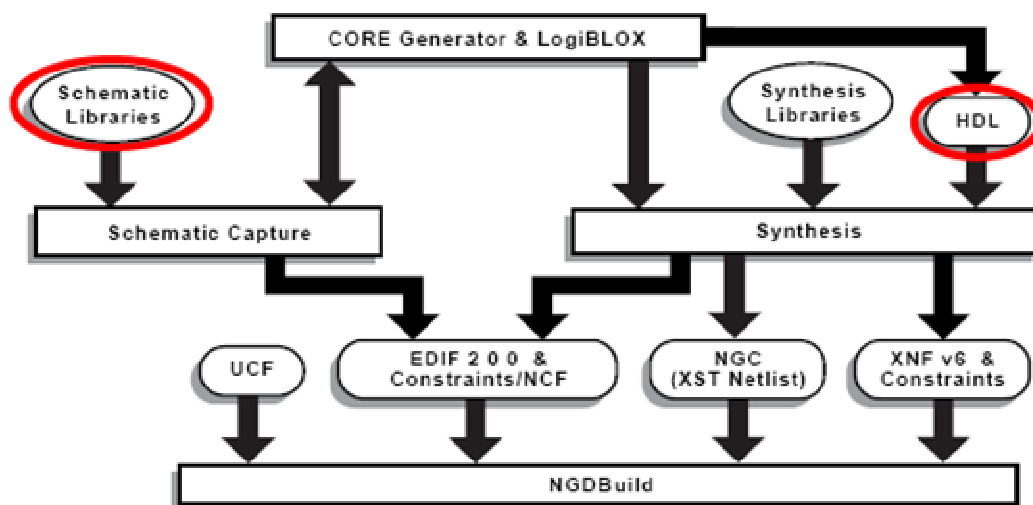 CORE Generator & LogiBLOX
Schematic
Libraries
Synthesis
Libraries
HDL
Schematic Capture
Synthesis
UCF
EDIF 2 0 0 &
Constraints/NCF
NGC
(XST Netlist)
XNF v6 &
Constraints
NGDBuild